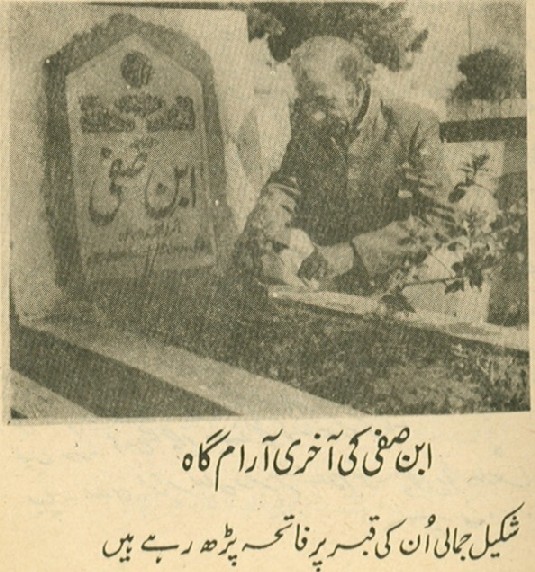 ابن صفی
ابن صفی کی آخری آرام گاہ
شکیل جمالی اُن کی قبر پر فاتحہ پڑھ رہے ہیں